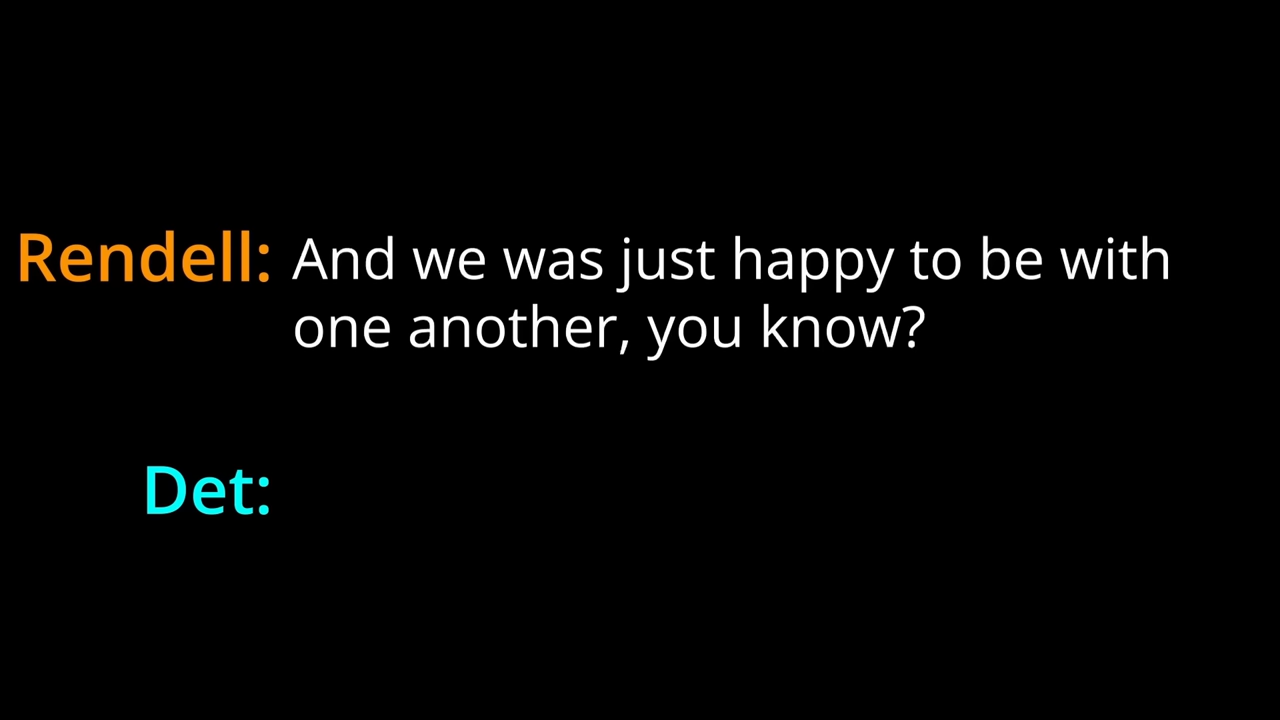 Rendell: And we was just happy to be with
one another, you know?
Det: